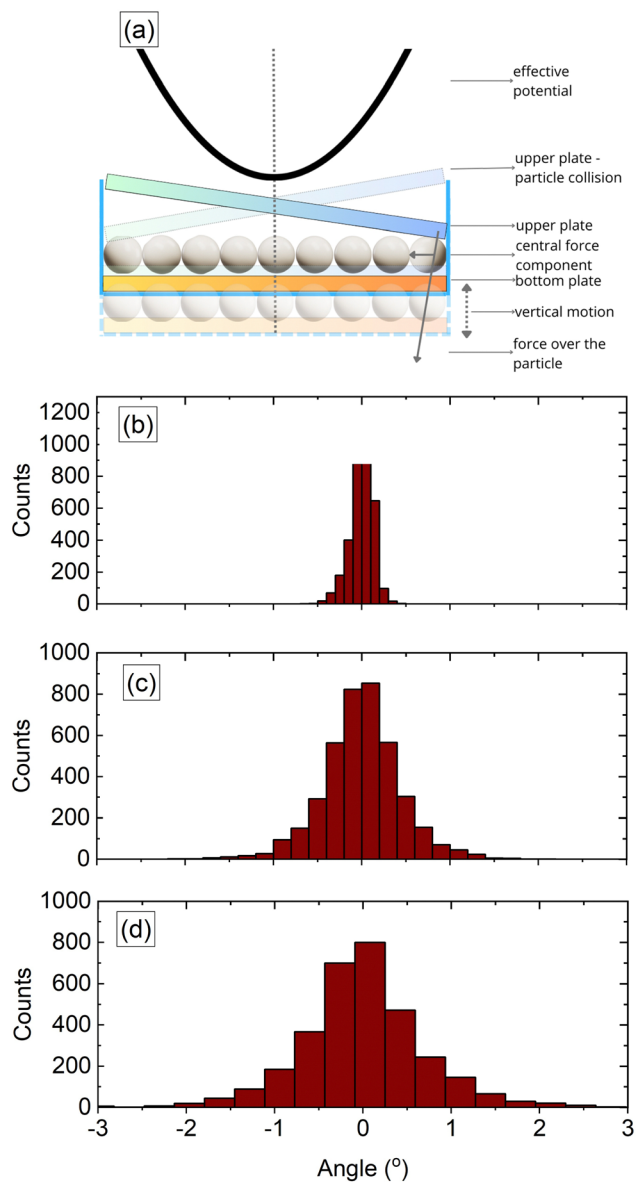 (a)
effective
potential
upper plate -
particle collision
upper plate
central force
component
bottom plate
vertical motion
force over the
particle
(b)
1200
1000
800
600
400
200
0
Counts
(c)
1000
800
600
400
200
0
Counts
(d)
1000
800
600
400
200
0
Counts
-3 -2 -1 0 1 2 3
Angle (º)